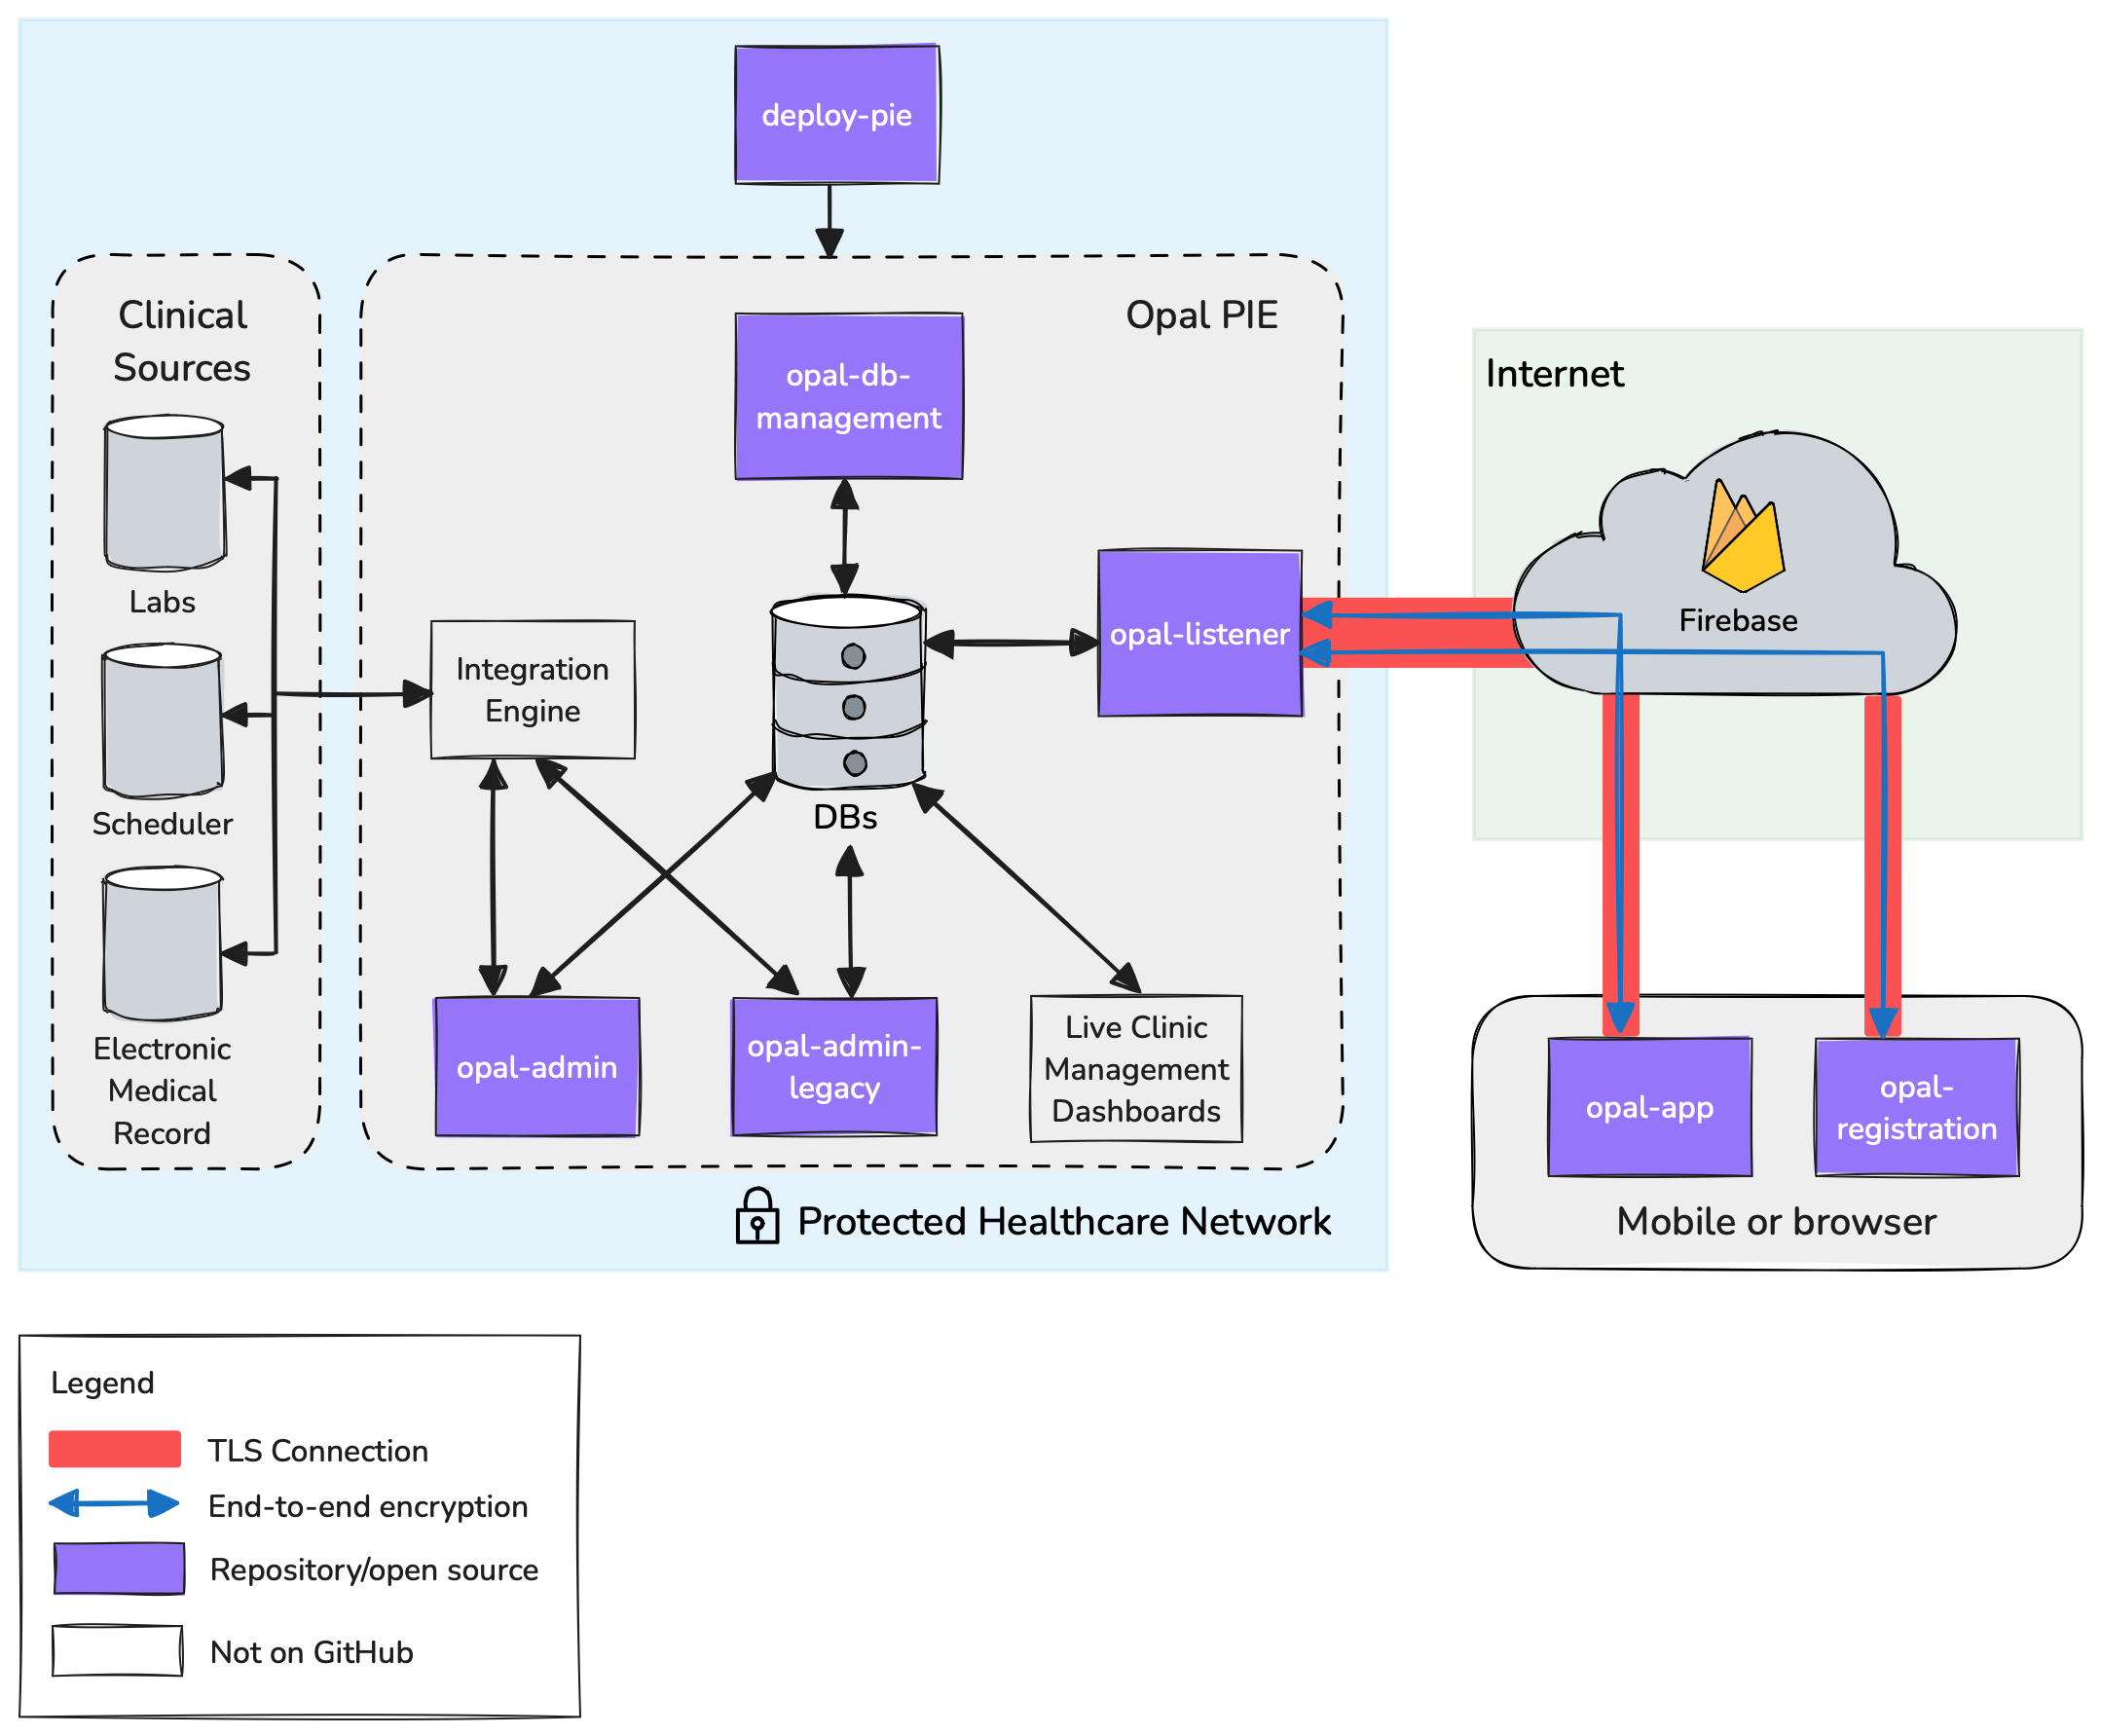 deploy-pie
Clinical
Sources
Labs
Scheduler
Electronic
Medical
Record
Opal PIE
opal-db-
management
Integration
Engine
DBs
opal-listener
opal-admin
opal-admin-
legacy
Live Clinic
Management
Dashboards
Protected Healthcare Network
Internet
Firebase
opal-app
opal-
registration
Mobile or browser
Legend
TLS Connection
End-to-end encryption
Repository/open source
Not on GitHub